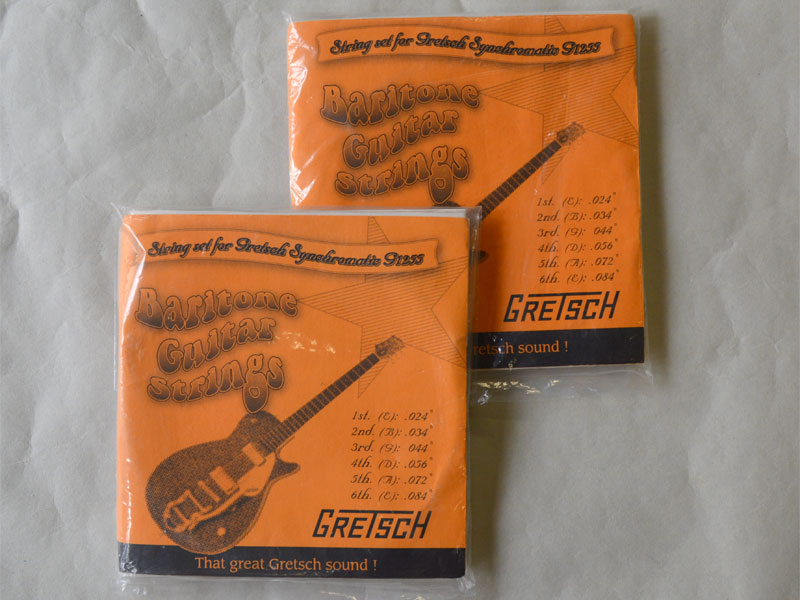 String set for Gretsch Synchromatic G1255
Baritone
Guitar
Strings
1st. (E): .024"
2nd. (B): .034"
3rd. (G): 044"
4th. (D): .056"
5th. (A): .072"
6th. (E): .084"
GRETSCH
retsch sound !
String set for Gretsch Synchromatic G1255
Baritone
Guitar
Strings
1st. (E): .024"
2nd. (B): .034"
3rd. (G): 044"
4th. (D): .056"
5th. (A): .072"
6th. (E): .084"
GRETSCH
That great Gretsch sound !